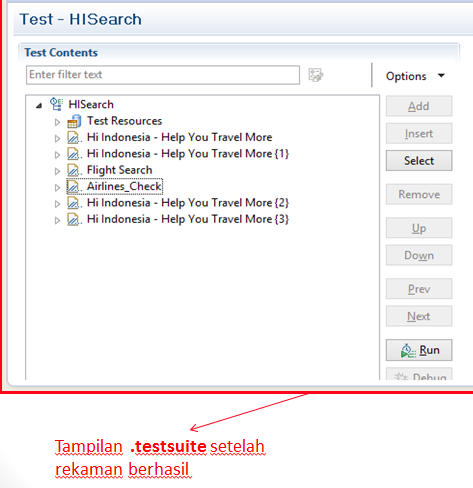 Test - HISearch
Test Contents
Enter filter text
Options
HISearch
Test Resources
Hi Indonesia - Help You Travel More
Hi Indonesia - Help You Travel More {1}
Flight Search
Airlines_Check
Hi Indonesia - Help You Travel More {2}
Hi Indonesia - Help You Travel More {3}
Add
Insert
Select
Remove
Up
Down
Prev
Next
Run
Debug
Tampilan .testsuite setelah
rekaman berhasil